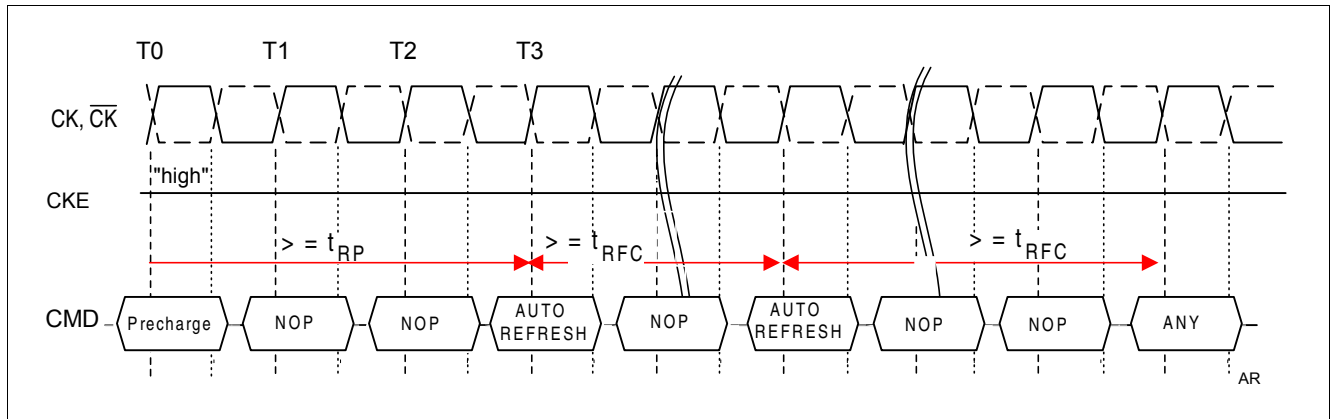 T0 T1 T2 T3
CK, C̅K̅
"high"
CKE
> = tRP > = tRFC > = tRFC
CMD Precharge NOP NOP AUTO REFRESH NOP AUTO REFRESH NOP NOP ANY
AR